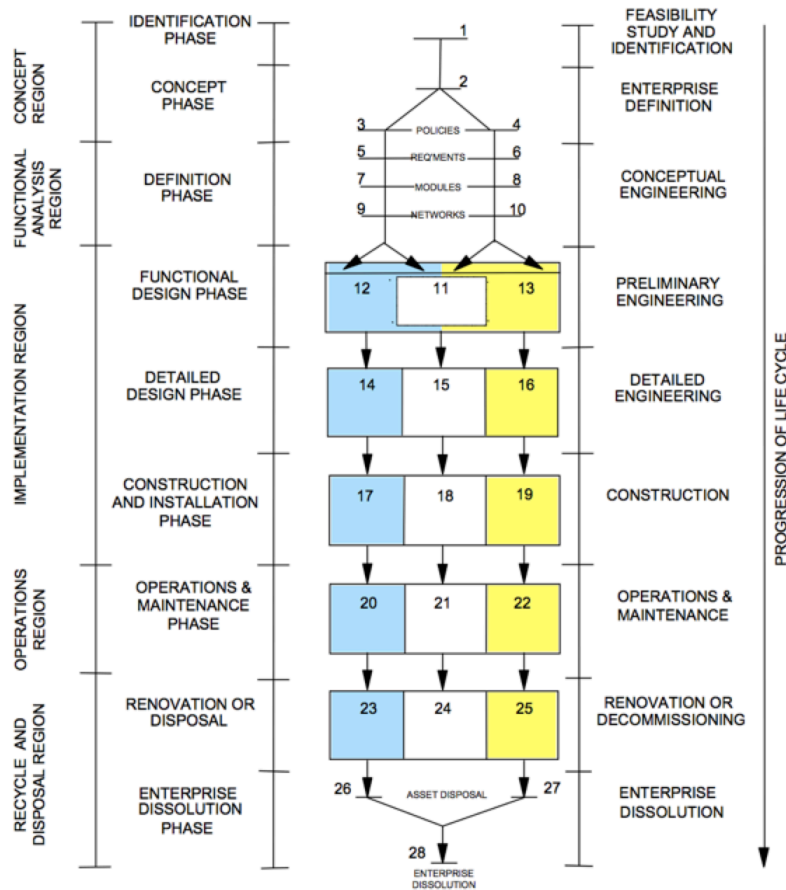 IDENTIFICATION
PHASE
1
FEASIBILITY
STUDY AND
IDENTIFICATION
CONCEPT
REGION
CONCEPT
PHASE
2
ENTERPRISE
DEFINITION
3 POLICIES 4
FUNCTIONAL
ANALYSIS
REGION
DEFINITION
PHASE
5 REQ'MENTS 6
7 MODULES 8
9 NETWORKS 10
CONCEPTUAL
ENGINEERING
IMPLEMENTATION REGION
FUNCTIONAL
DESIGN PHASE
12 11 13
PRELIMINARY
ENGINEERING
DETAILED
DESIGN PHASE
14 15 16
DETAILED
ENGINEERING
CONSTRUCTION
AND INSTALLATION
PHASE
17 18 19
CONSTRUCTION
OPERATIONS
REGION
OPERATIONS &
MAINTENANCE
PHASE
20 21 22
OPERATIONS &
MAINTENANCE
RECYCLE AND
DISPOSAL REGION
RENOVATION OR
DISPOSAL
23 24 25
RENOVATION OR
DECOMMISSIONING
ENTERPRISE
DISSOLUTION
PHASE
26 ASSET DISPOSAL 27
28
ENTERPRISE
DISSOLUTION
ENTERPRISE
DISSOLUTION
PROGRESSION OF LIFE CYCLE